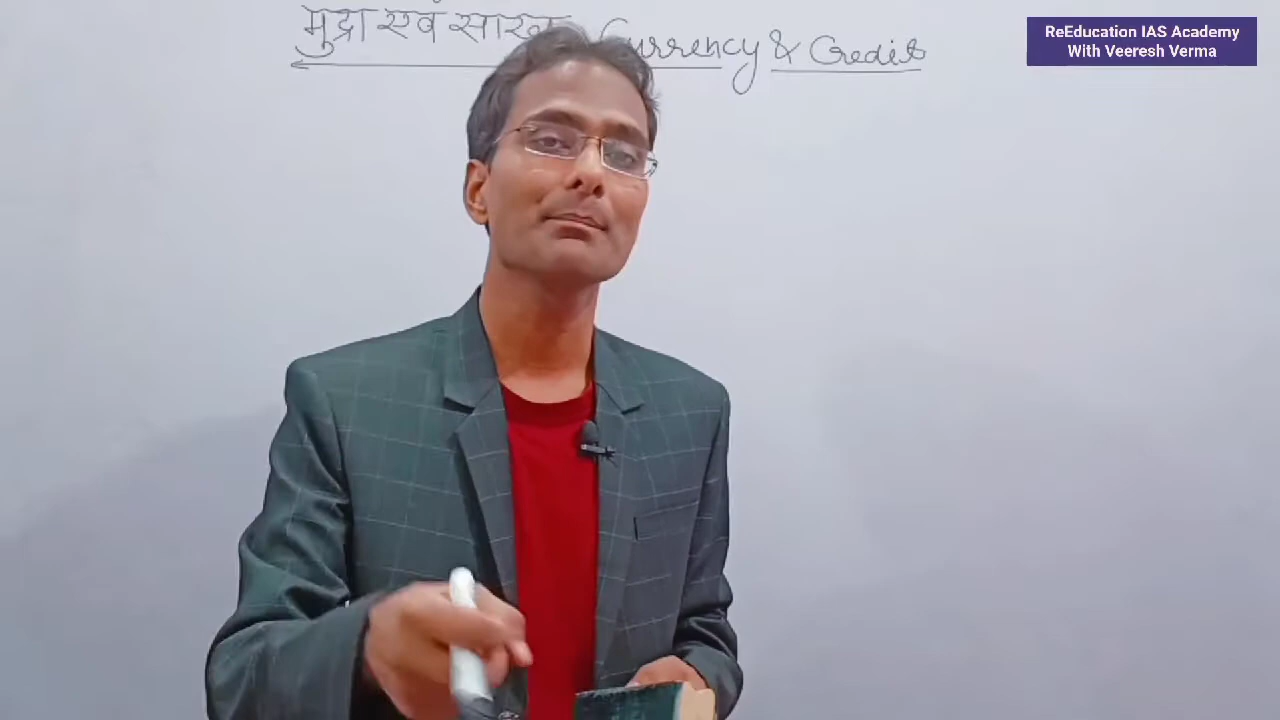 मुद्रा एवं साख Currency & Credit
ReEducation IAS Academy
With Veeresh Verma